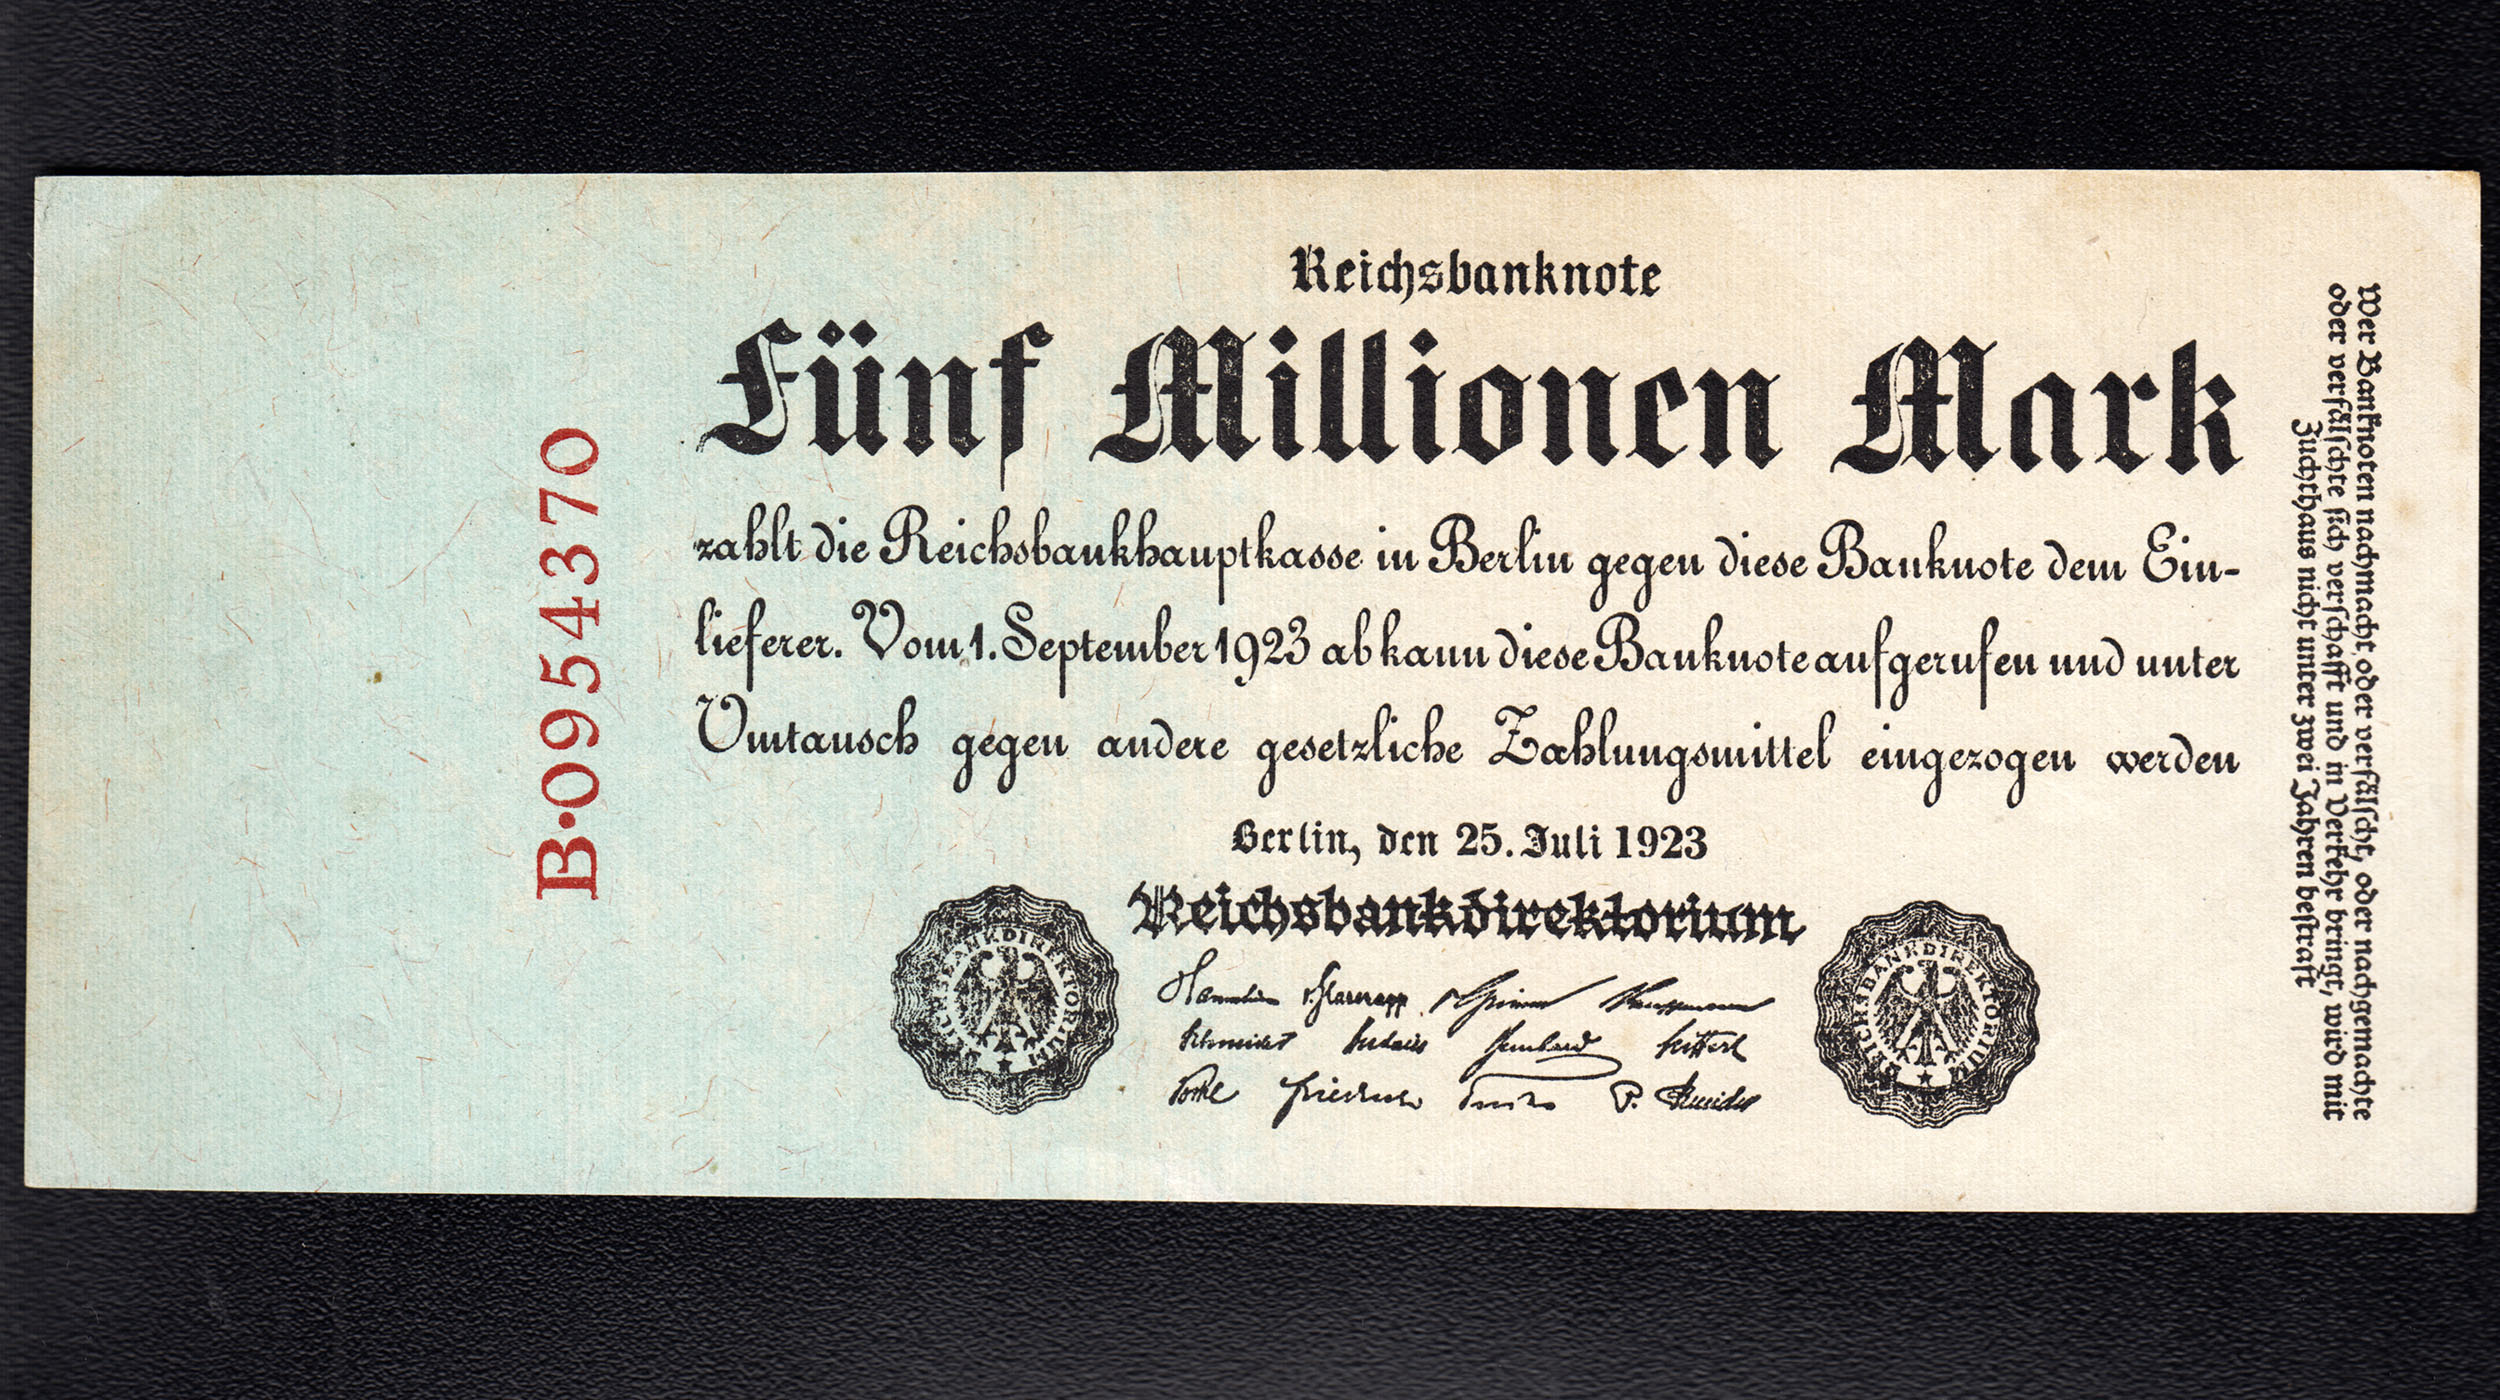 Reichsbanknote
Fünf Millionen Mark
zahlt die Reichsbankhauptkasse in Berlin gegen diese Banknote dem Ein-
lieferer. Vom 1. September 1923 ab kann diese Banknote aufgerufen und unter
Umtausch gegen andere gesetzliche Zahlungsmittel eingezogen werden
Berlin, den 25. Juli 1923
Reichsbankdirektorium
REICHSBANKDIREKTORIUM
REICHSBANKDIREKTORIUM
B·0954370
Wer Banknoten nachmacht oder verfälscht, oder nachgemachte
oder verfälschte sich verschafft und in Verkehr bringt, wird mit
Zuchthaus nicht unter zwei Jahren bestraft